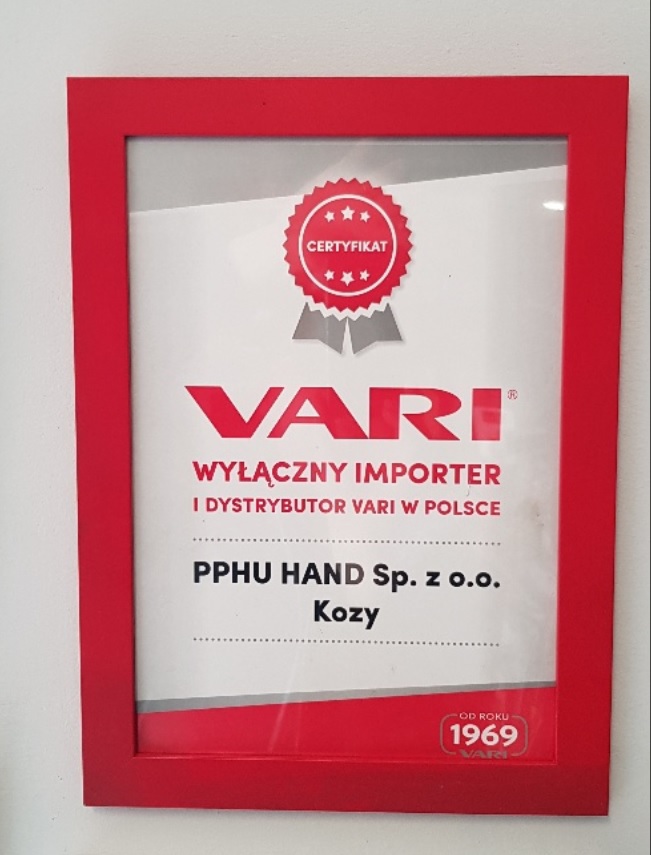 CERTYFIKAT
VARI®
WYŁĄCZNY IMPORTER
I DYSTRYBUTOR VARI W POLSCE
PPHU HAND Sp. z o.o.
Kozy
OD ROKU
1969
VARI